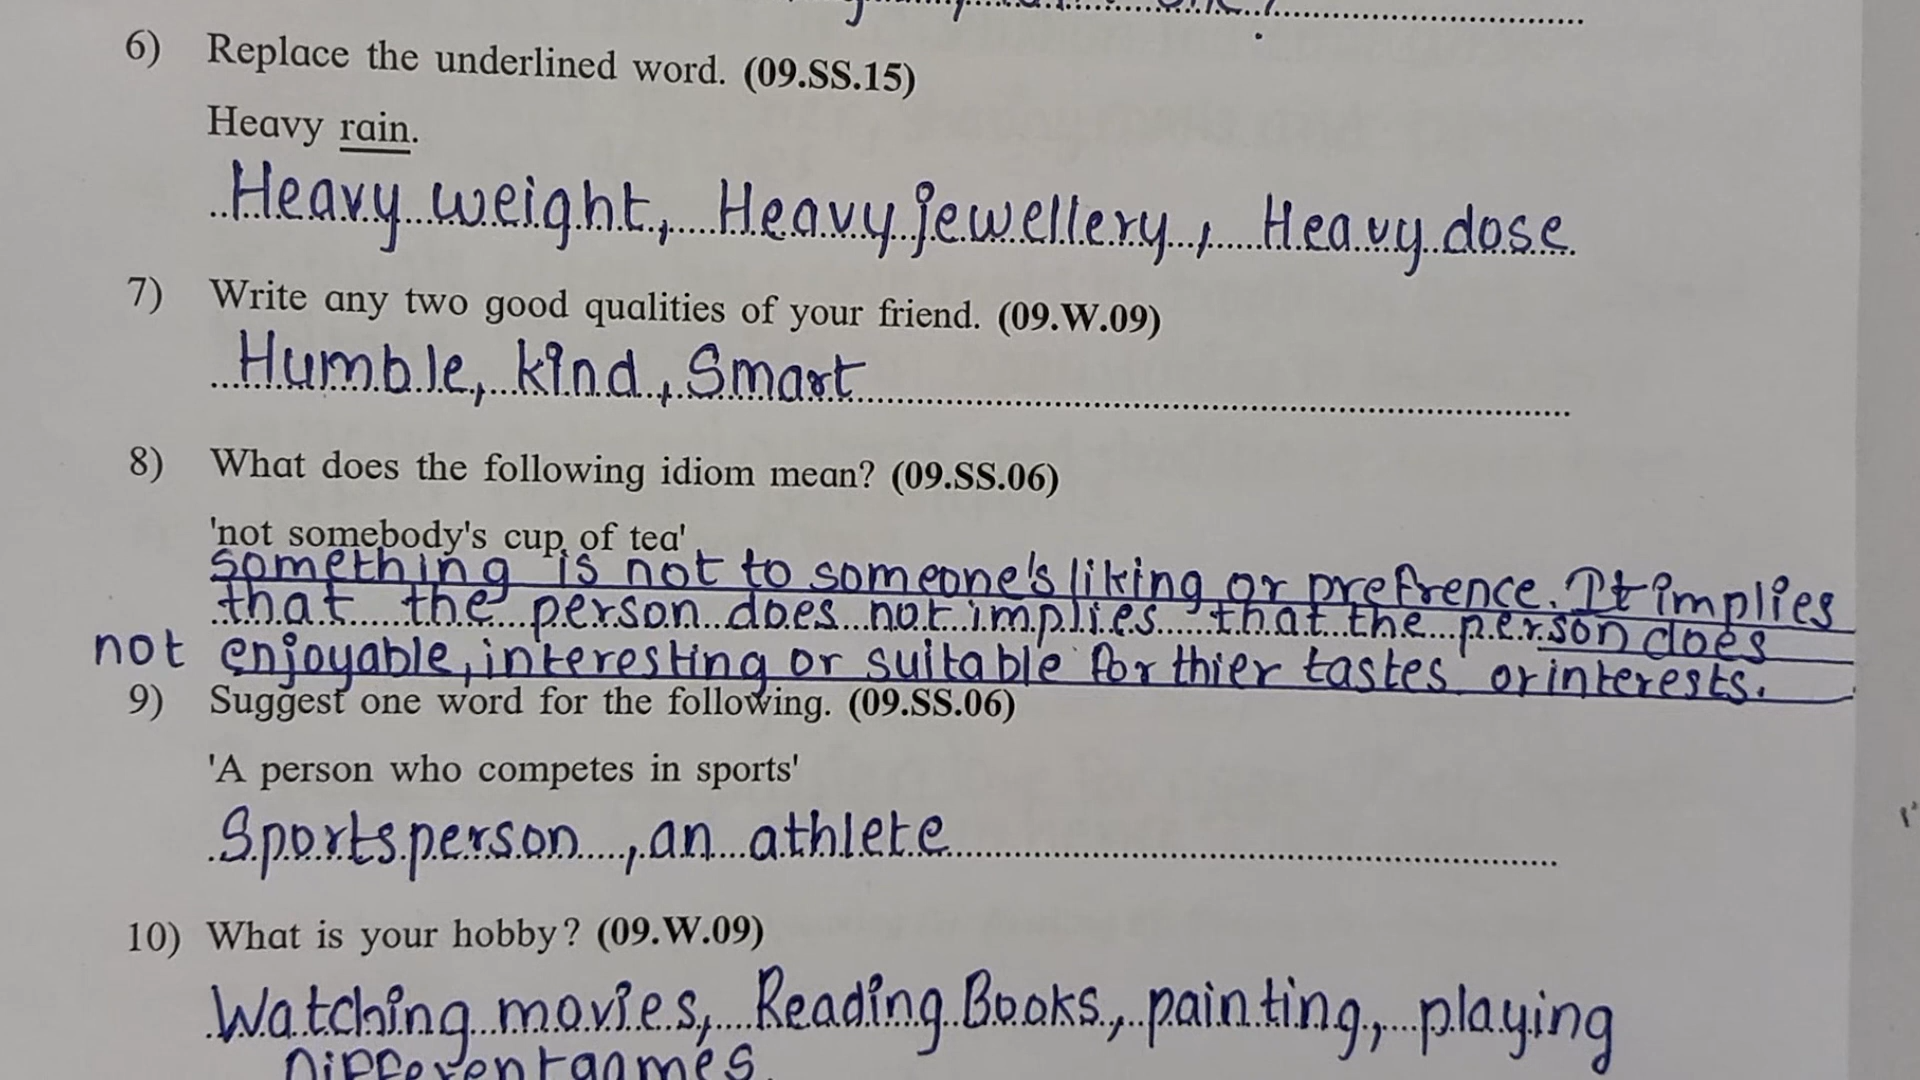 6) Replace the underlined word. (09.SS.15)
Heavy rain.
Heavy weight, Heavy jewellery, Heavy dose
7) Write any two good qualities of your friend. (09.W.09)
Humble, kind, Smart
8) What does the following idiom mean? (09.SS.06)
'not somebody's cup of tea'
something is not to someone's liking or prefrence. It implies
that the person does not implies that the person does
not enjoyable, interesting or suitable for thier tastes or interests.
9) Suggest one word for the following. (09.SS.06)
'A person who competes in sports'
Sportsperson, an athlete
10) What is your hobby? (09.W.09)
Watching movies, Reading Books, painting, playing
Different games